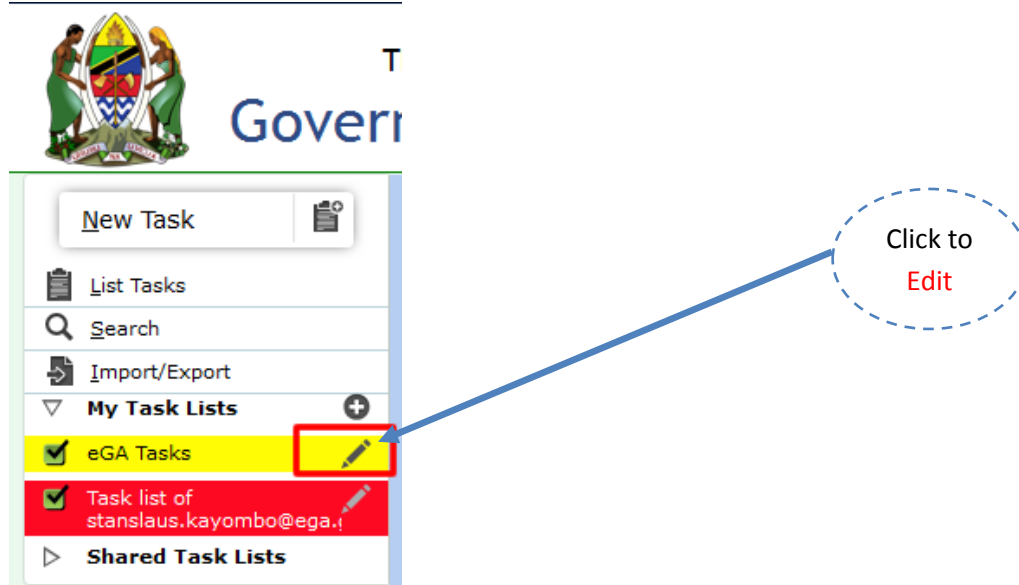 T
Govern
New Task
List Tasks
Search
Import/Export
My Task Lists
eGA Tasks
Task list of
stanslaus.kayombo@ega.g
Shared Task Lists
Click to
Edit